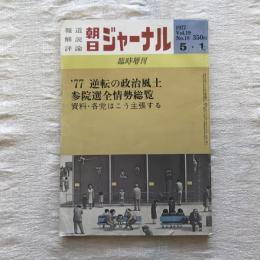 報道
解説
評論
朝日ジャーナル
1977
Vol.19
No.18 350円
5・1
臨時増刊
'77 逆転の政治風土
参院選全情勢総覧
資料・各党はこう主張する